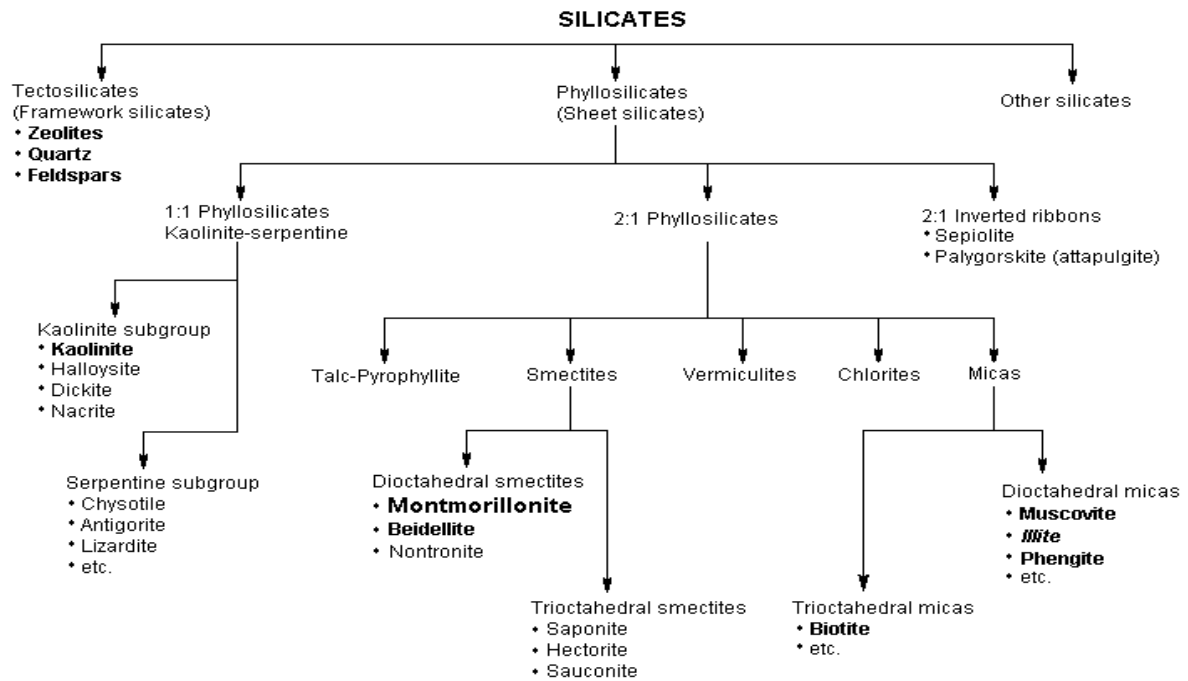 SILICATES
Tectosilicates
(Framework silicates)
• Zeolites
• Quartz
• Feldspars
Phyllosilicates
(Sheet silicates)
Other silicates
1:1 Phyllosilicates
Kaolinite-serpentine
2:1 Phyllosilicates
2:1 Inverted ribbons
• Sepiolite
• Palygorskite (attapulgite)
Kaolinite subgroup
• Kaolinite
• Halloysite
• Dickite
• Nacrite
Talc-Pyrophyllite
Smectites
Vermiculites
Chlorites
Micas
Serpentine subgroup
• Chysotile
• Antigorite
• Lizardite
• etc.
Dioctahedral smectites
• Montmorillonite
• Beidellite
• Nontronite
Dioctahedral micas
• Muscovite
• Illite
• Phengite
• etc.
Trioctahedral smectites
• Saponite
• Hectorite
• Sauconite
Trioctahedral micas
• Biotite
• etc.